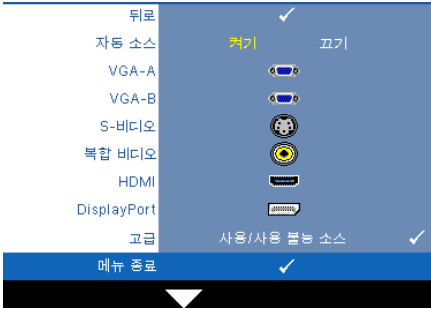 뒤로
자동 소스 켜기 끄기
VGA-A
VGA-B
S-비디오
복합 비디오
HDMI
DisplayPort
고급 사용/사용 불능 소스
메뉴 종료